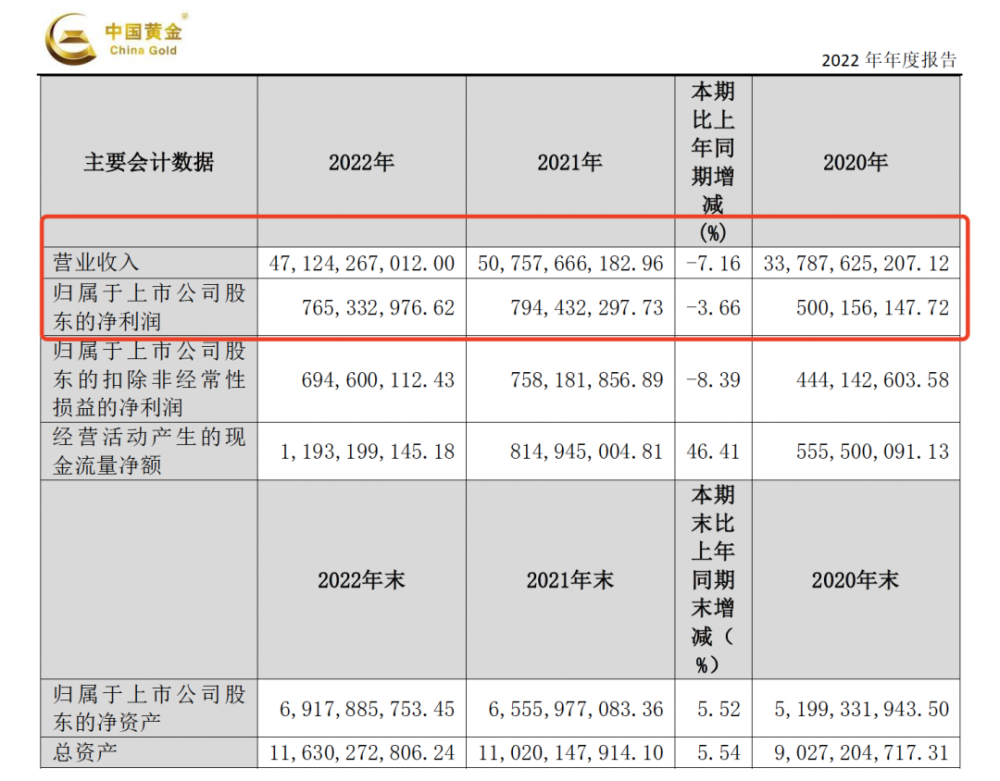 中国黄金®
China Gold
2022 年年度报告
主要会计数据 2022年 2021年 本期比上年同期增减(%) 2020年
营业收入 47,124,267,012.00 50,757,666,182.96 -7.16 33,787,625,207.12
归属于上市公司股东的净利润 765,332,976.62 794,432,297.73 -3.66 500,156,147.72
归属于上市公司股东的扣除非经常性损益的净利润 694,600,112.43 758,181,856.89 -8.39 444,142,603.58
经营活动产生的现金流量净额 1,193,199,145.18 814,945,004.81 46.41 555,500,091.13
2022年末 2021年末 本期末比上年同期末增减(%) 2020年末
归属于上市公司股东的净资产 6,917,885,753.45 6,555,977,083.36 5.52 5,199,331,943.50
总资产 11,630,272,806.24 11,020,147,914.10 5.54 9,027,204,717.31